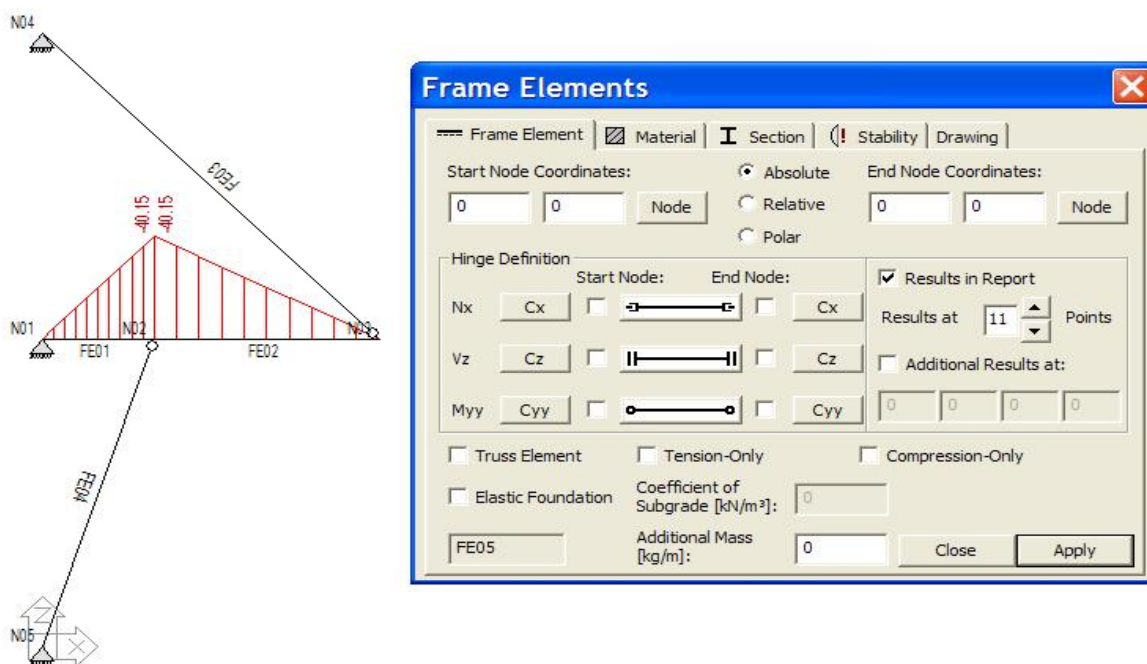 N04
FE03
-40.15
-40.15
N01
N02
N03
FE01
FE02
FE04
N05
Z
X
Frame Elements
Frame Element
Material
Section
Stability
Drawing
Start Node Coordinates:
Absolute
End Node Coordinates:
0
0
Node
Relative
0
0
Node
Polar
Hinge Definition
Start Node:
End Node:
Results in Report
Nx
Cx
Cx
Results at
11
Points
Vz
Cz
Cz
Additional Results at:
0
0
0
0
Myy
Cyy
Cyy
Truss Element
Tension-Only
Compression-Only
Elastic Foundation
Coefficient of
Subgrade [kN/m³]:
0
FE05
Additional Mass
[kg/m]:
0
Close
Apply